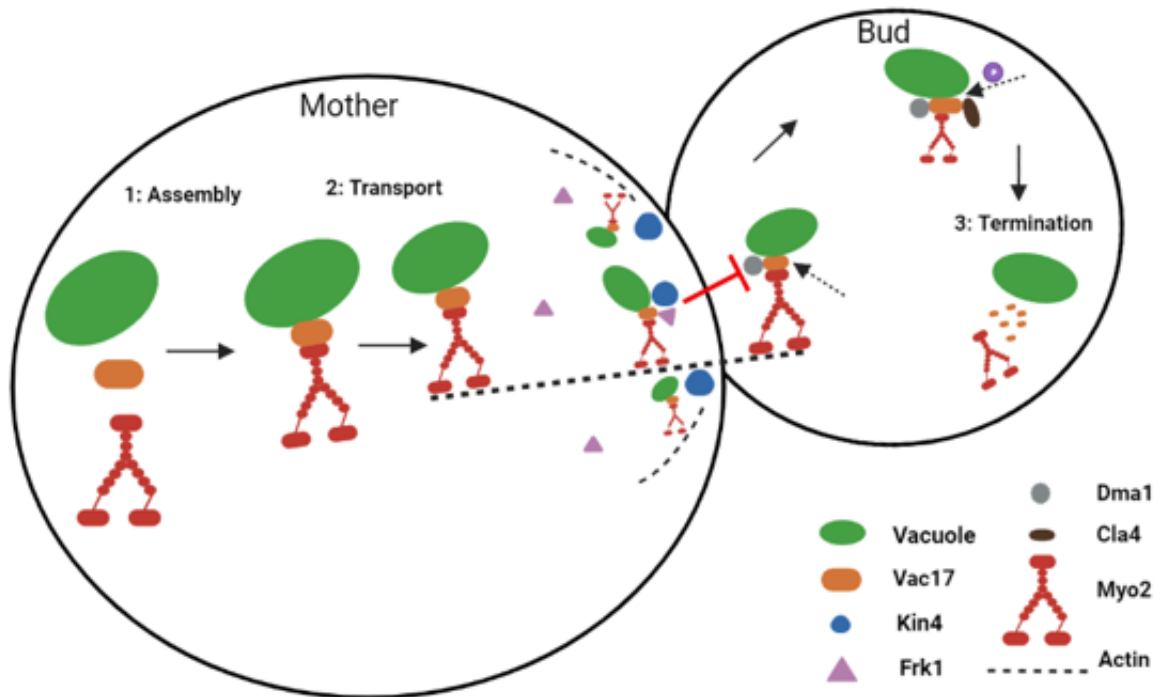 Mother
Bud
1: Assembly
2: Transport
P
3: Termination
Vacuole
Vac17
Kin4
Frk1
Dma1
Cla4
Myo2
Actin